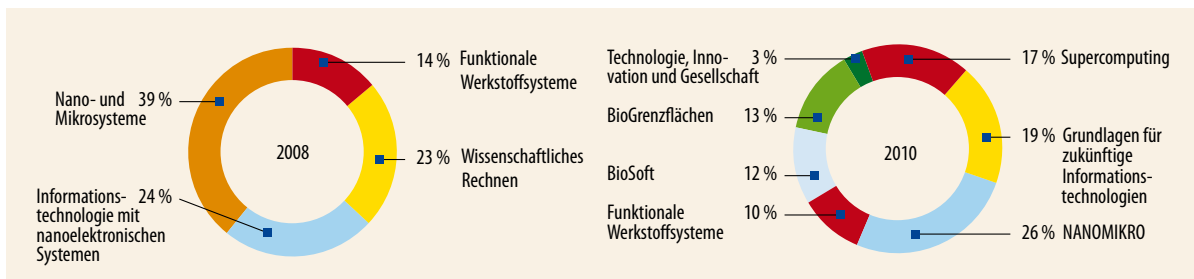 14 % Funktionale
Werkstoffsysteme
Nano- und 39 %
Mikrosysteme
2008
23 % Wissenschaftliches
Rechnen
Informations- 24 %
technologie mit
nanoelektronischen
Systemen
Technologie, Inno- 3 %
vation und Gesellschaft
17 % Supercomputing
BioGrenzflächen 13 %
2010
19 % Grundlagen für
zukünftige
Informations-
technologien
BioSoft 12 %
Funktionale 10 %
Werkstoffsysteme
26 % NANOMIKRO